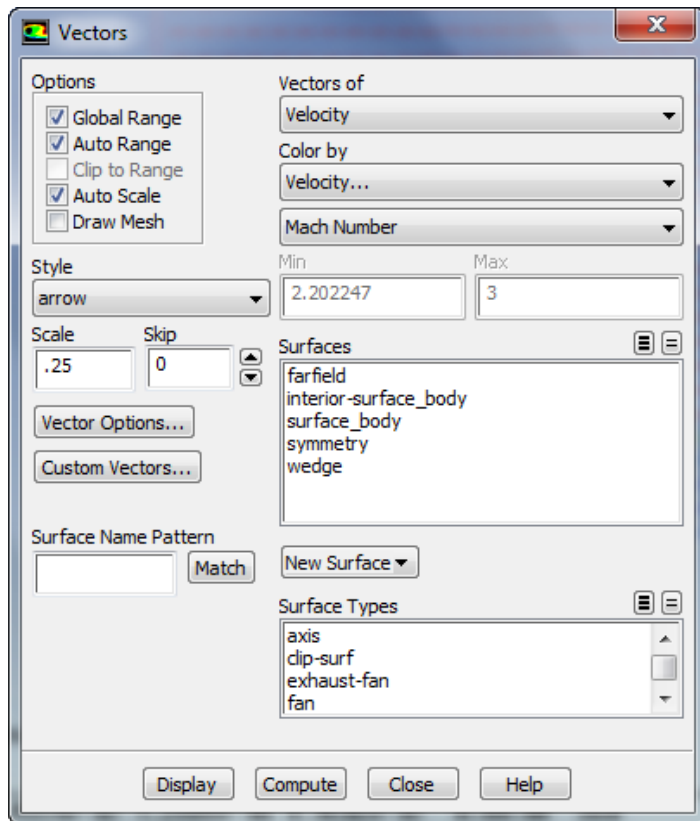 Vectors
Options
Global Range
Auto Range
Clip to Range
Auto Scale
Draw Mesh
Style
arrow
Scale Skip
.25 0
Vector Options...
Custom Vectors...
Surface Name Pattern
Match
Vectors of
Velocity
Color by
Velocity...
Mach Number
Min Max
2.202247 3
Surfaces
farfield
interior-surface_body
surface_body
symmetry
wedge
New Surface
Surface Types
axis
clip-surf
exhaust-fan
fan
Display Compute Close Help